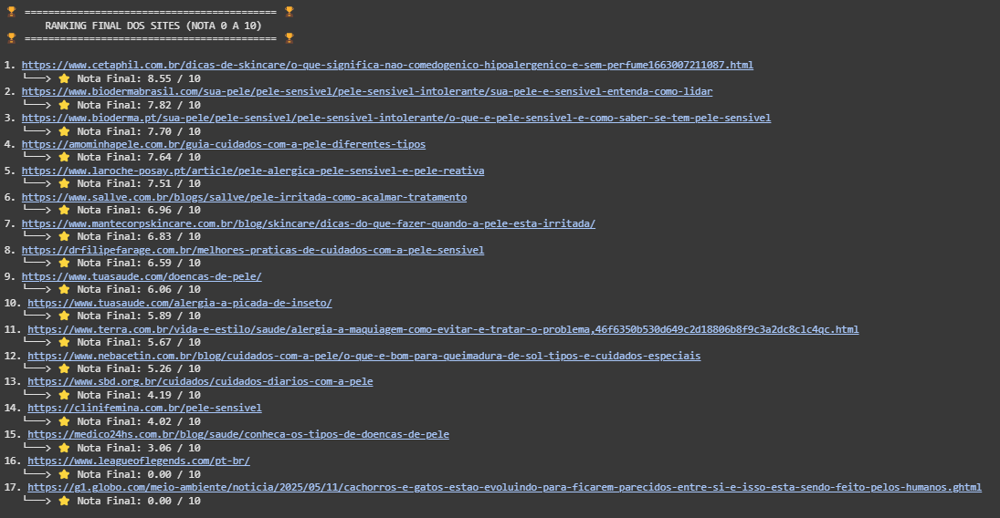 🏆 =========================================== 🏆
RANKING FINAL DOS SITES (NOTA 0 A 10)
🏆 =========================================== 🏆
1. https://www.cetaphil.com.br/dicas-de-skincare/o-que-significa-nao-comedogenico-hipoalergenico-e-sem-perfume1663007211087.html
└──> ⭐ Nota Final: 8.55 / 10
2. https://www.biodermabrasil.com/sua-pele/pele-sensivel/pele-sensivel-intolerante/sua-pele-e-sensivel-entenda-como-lidar
└──> ⭐ Nota Final: 7.82 / 10
3. https://www.bioderma.pt/sua-pele/pele-sensivel/pele-sensivel-intolerante/o-que-e-pele-sensivel-e-como-saber-se-tem-pele-sensivel
└──> ⭐ Nota Final: 7.70 / 10
4. https://amominhapele.com.br/guia-cuidados-com-a-pele-diferentes-tipos
└──> ⭐ Nota Final: 7.64 / 10
5. https://www.laroche-posay.pt/article/pele-alergica-pele-sensivel-e-pele-reativa
└──> ⭐ Nota Final: 7.51 / 10
6. https://www.sallve.com.br/blogs/sallve/pele-irritada-como-acalmar-tratamento
└──> ⭐ Nota Final: 6.96 / 10
7. https://www.mantecorpskincare.com.br/blog/skincare/dicas-do-que-fazer-quando-a-pele-esta-irritada/
└──> ⭐ Nota Final: 6.83 / 10
8. https://drfilipefarage.com.br/melhores-praticas-de-cuidados-com-a-pele-sensivel
└──> ⭐ Nota Final: 6.59 / 10
9. https://www.tuasaude.com/doencas-de-pele/
└──> ⭐ Nota Final: 6.06 / 10
10. https://www.tuasaude.com/alergia-a-picada-de-inseto/
└──> ⭐ Nota Final: 5.89 / 10
11. https://www.terra.com.br/vida-e-estilo/saude/alergia-a-maquiagem-como-evitar-e-tratar-o-problema,46f6350b530d649c2d18806b8f9c3a2dc8clc4qc.html
└──> ⭐ Nota Final: 5.67 / 10
12. https://www.nebacetin.com.br/blog/cuidados-com-a-pele/o-que-e-bom-para-queimadura-de-sol-tipos-e-cuidados-especiais
└──> ⭐ Nota Final: 5.26 / 10
13. https://www.sbd.org.br/cuidados/cuidados-diarios-com-a-pele
└──> ⭐ Nota Final: 4.19 / 10
14. https://clinifemina.com.br/pele-sensivel
└──> ⭐ Nota Final: 4.02 / 10
15. https://medico24hs.com.br/blog/saude/conheca-os-tipos-de-doencas-de-pele
└──> ⭐ Nota Final: 3.06 / 10
16. https://www.leagueoflegends.com/pt-br/
└──> ⭐ Nota Final: 0.00 / 10
17. https://g1.globo.com/meio-ambiente/noticia/2025/05/11/cachorros-e-gatos-estao-evoluindo-para-ficarem-parecidos-entre-si-e-isso-esta-sendo-feito-pelos-humanos.ghtml
└──> ⭐ Nota Final: 0.00 / 10